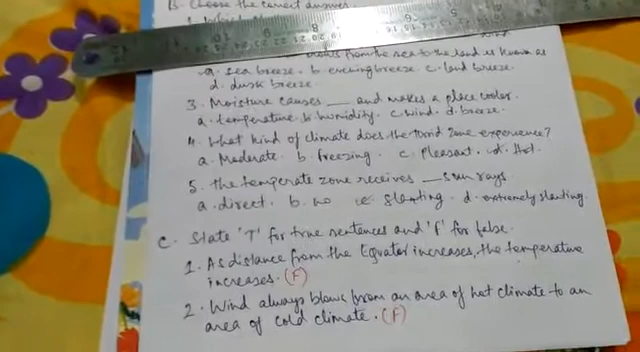 B. Choose the correct answer.
from the sea to the land is known as
a. sea breeze. b. evening breeze c. land breeze.
d. dusk breeze.
3. Moisture causes ___ and makes a place cooler.
a. temperature. b. humidity. c. wind. d. breeze.
4. What kind of climate does the torrid zone experience?
a. Moderate. b. freezing. c. Pleasant. d. Hot.
5. The temperate zone receives ___ sun rays.
a. direct. b. no c. slanting. d. extremely slanting.
C. State 'T' for true sentences and 'F' for false.
1. As distance from the Equator increases, the temperature
increases. (F)
2. Wind always blows from an area of hot climate to an
area of cold climate. (F)